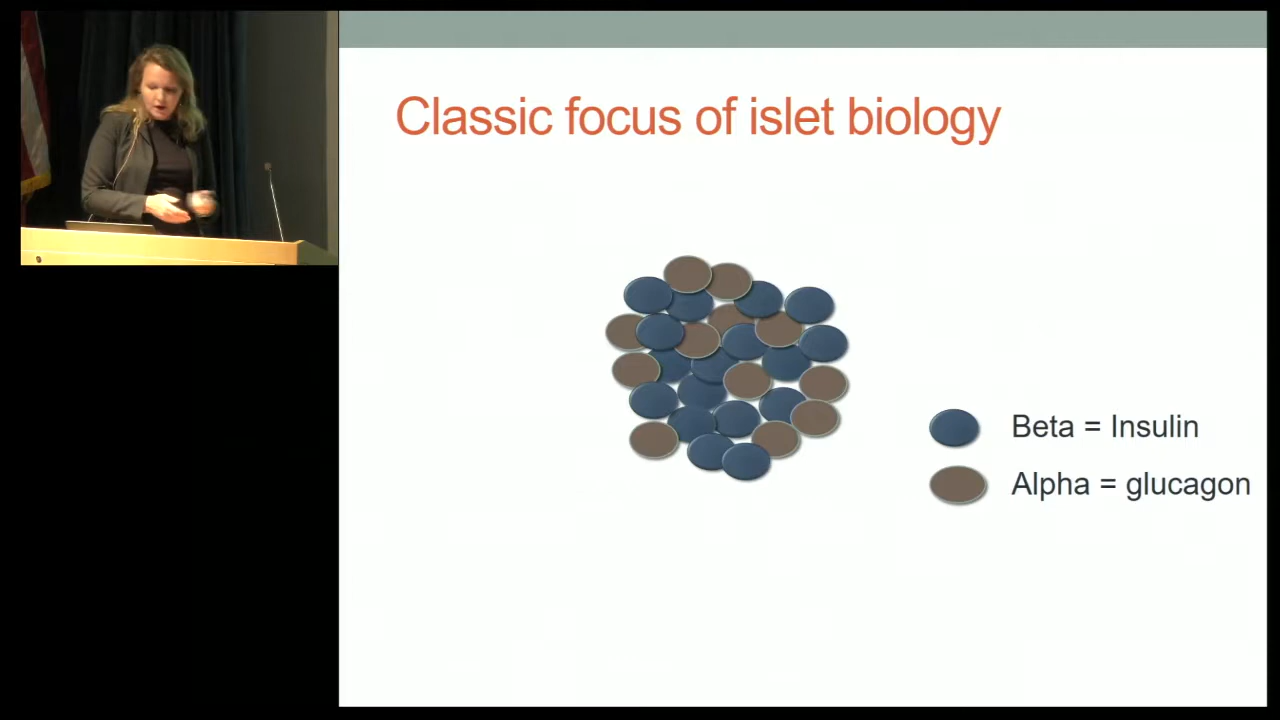 Classic focus of islet biology
Beta = Insulin
Alpha = glucagon